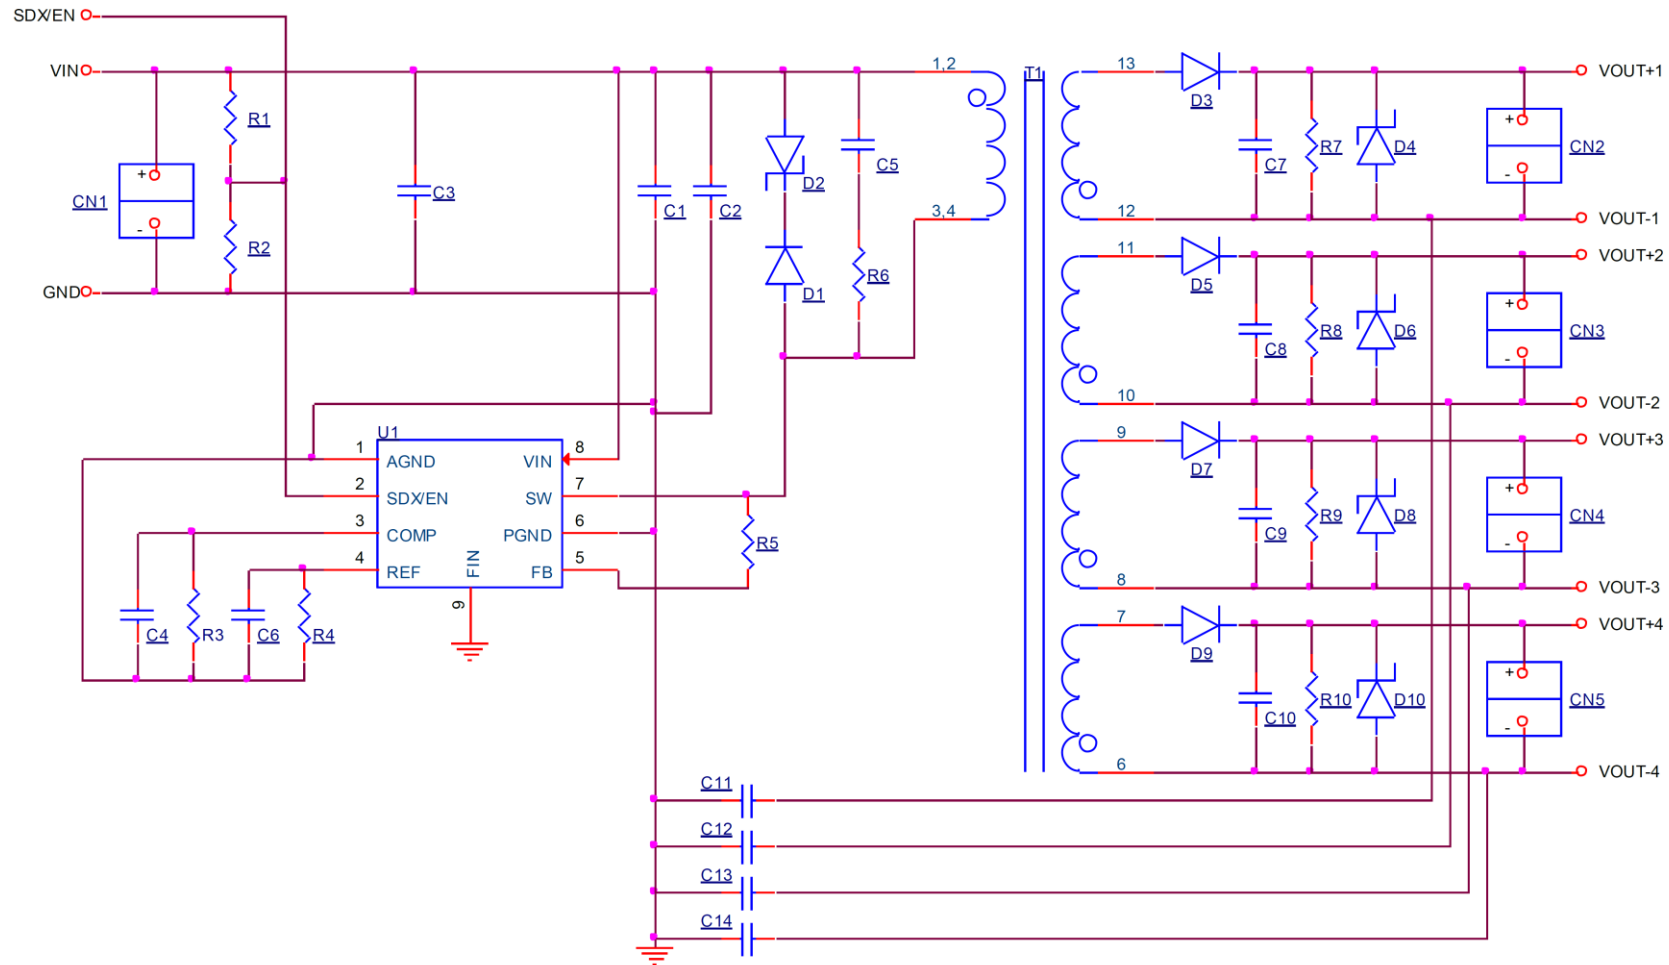 SDX/EN
VIN
GND
CN1
+
-
R1
R2
C3
C1
C2
D2
D1
C5
R6
1,2
3,4
T1
U1
1
AGND
2
SDX/EN
3
COMP
4
REF
FIN
9
VIN
8
SW
7
PGND
6
FB
5
R5
C4
R3
C6
R4
13
12
D3
C7
R7
D4
+
-
CN2
VOUT+1
VOUT-1
11
10
D5
C8
R8
D6
+
-
CN3
VOUT+2
VOUT-2
9
8
D7
C9
R9
D8
+
-
CN4
VOUT+3
VOUT-3
7
6
D9
C10
R10
D10
+
-
CN5
VOUT+4
VOUT-4
C11
C12
C13
C14